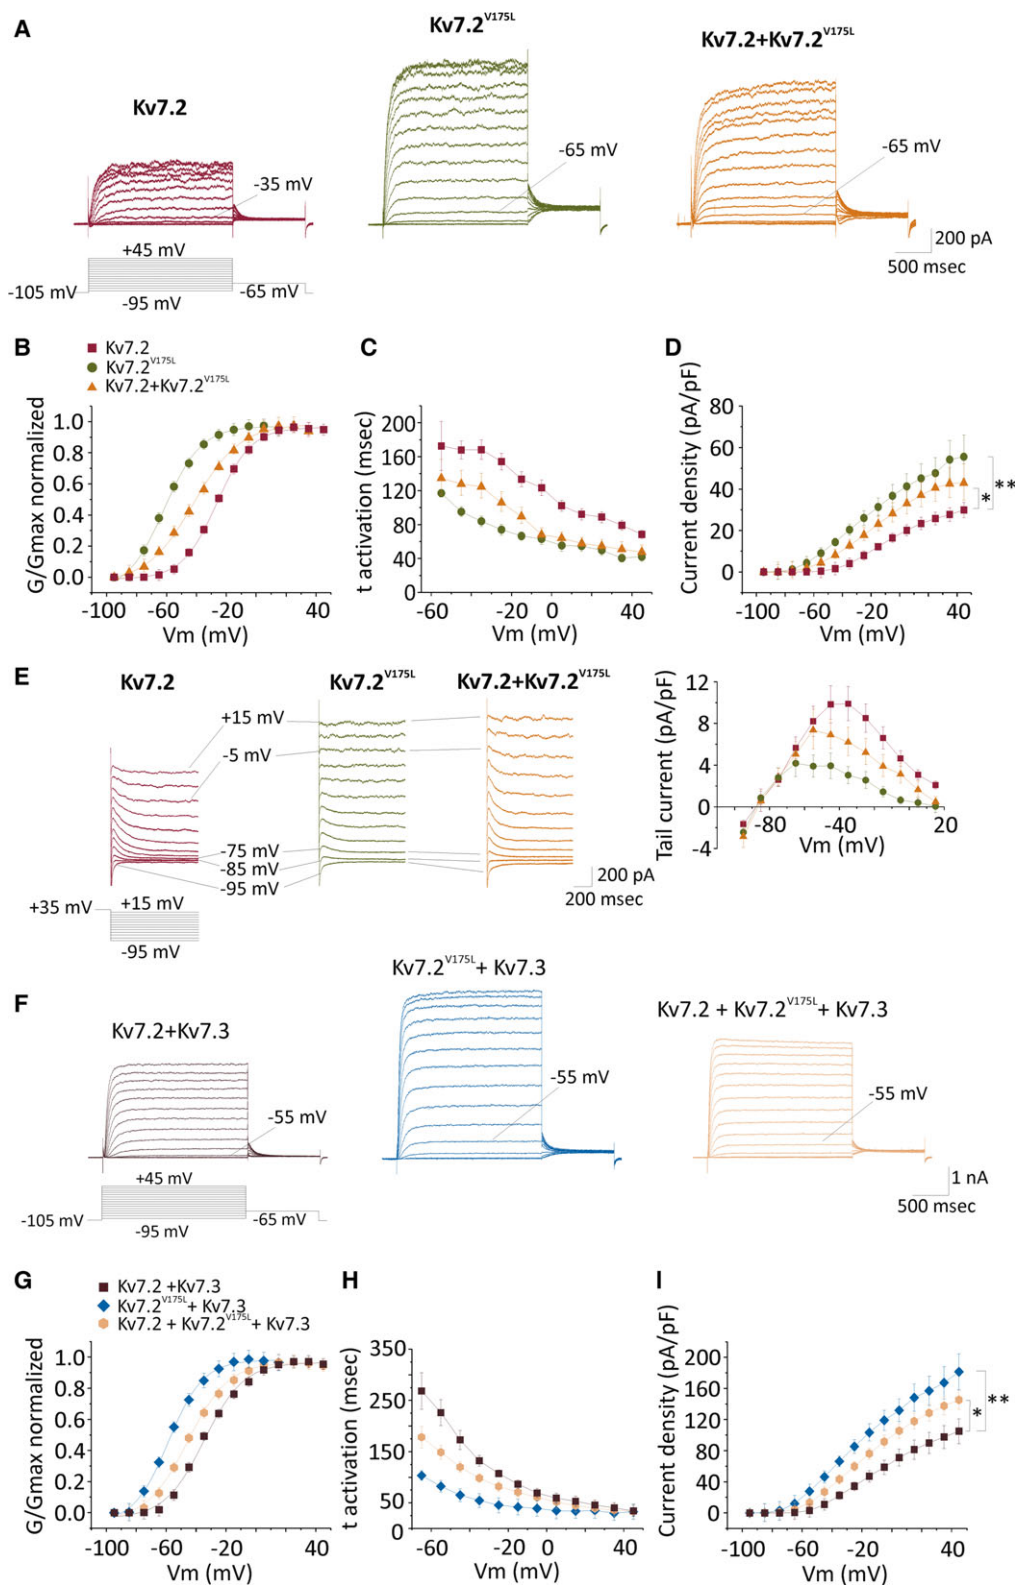 A
Kv7.2
Kv7.2V175L
Kv7.2+Kv7.2V175L
-35 mV
-65 mV
-65 mV
+45 mV
-105 mV
-65 mV
-95 mV
200 pA
500 msec
B
Kv7.2
Kv7.2V175L
Kv7.2+Kv7.2V175L
G/Gmax normalized
1.0
0.8
0.6
0.4
0.2
0.0
-100 -60 -20 40
Vm (mV)
C
t activation (msec)
200
160
120
80
40
0
-60 -20 0 40
Vm (mV)
D
Current density (pA/pF)
80
60
40
20
0
-100 -60 -20 0 40
Vm (mV)
*
**
E
Kv7.2
Kv7.2V175L
Kv7.2+Kv7.2V175L
+15 mV
-5 mV
-75 mV
-85 mV
-95 mV
200 pA
200 msec
+35 mV
+15 mV
-95 mV
Tail current (pA/pF)
12
8
4
0
-4
-80 -40 20
Vm (mV)
F
Kv7.2+Kv7.3
Kv7.2V175L+ Kv7.3
Kv7.2 + Kv7.2V175L + Kv7.3
-55 mV
-55 mV
-55 mV
+45 mV
-105 mV
-65 mV
-95 mV
1 nA
500 msec
G
Kv7.2 +Kv7.3
Kv7.2V175L+ Kv7.3
Kv7.2 + Kv7.2V175L + Kv7.3
G/Gmax normalized
1.0
0.8
0.6
0.4
0.2
0.0
-100 -60 -20 0 40
Vm (mV)
H
t activation (msec)
350
250
150
50
0
-60 -20 0 40
Vm (mV)
I
Current density (pA/pF)
200
160
120
80
40
0
-100 -60 -20 0 40
Vm (mV)
*
**